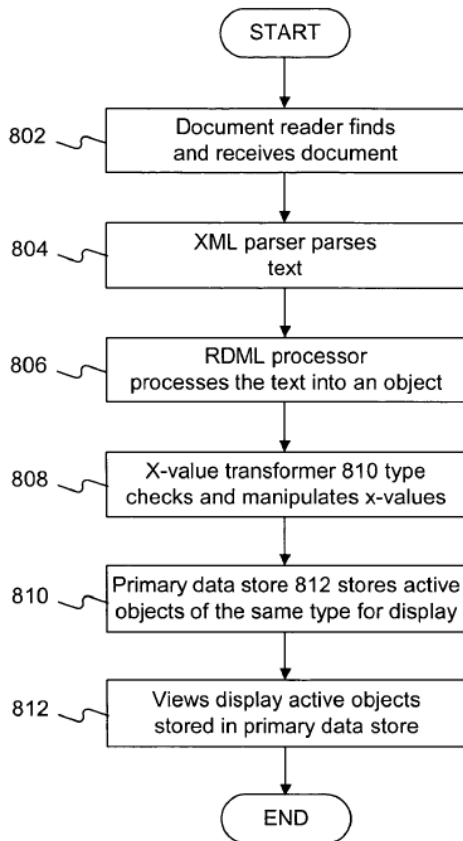 START
802
Document reader finds
and receives document
804
XML parser parses
text
806
RDML processor
processes the text into an object
808
X-value transformer 810 type
checks and manipulates x-values
810
Primary data store 812 stores active
objects of the same type for display
812
Views display active objects
stored in primary data store
END